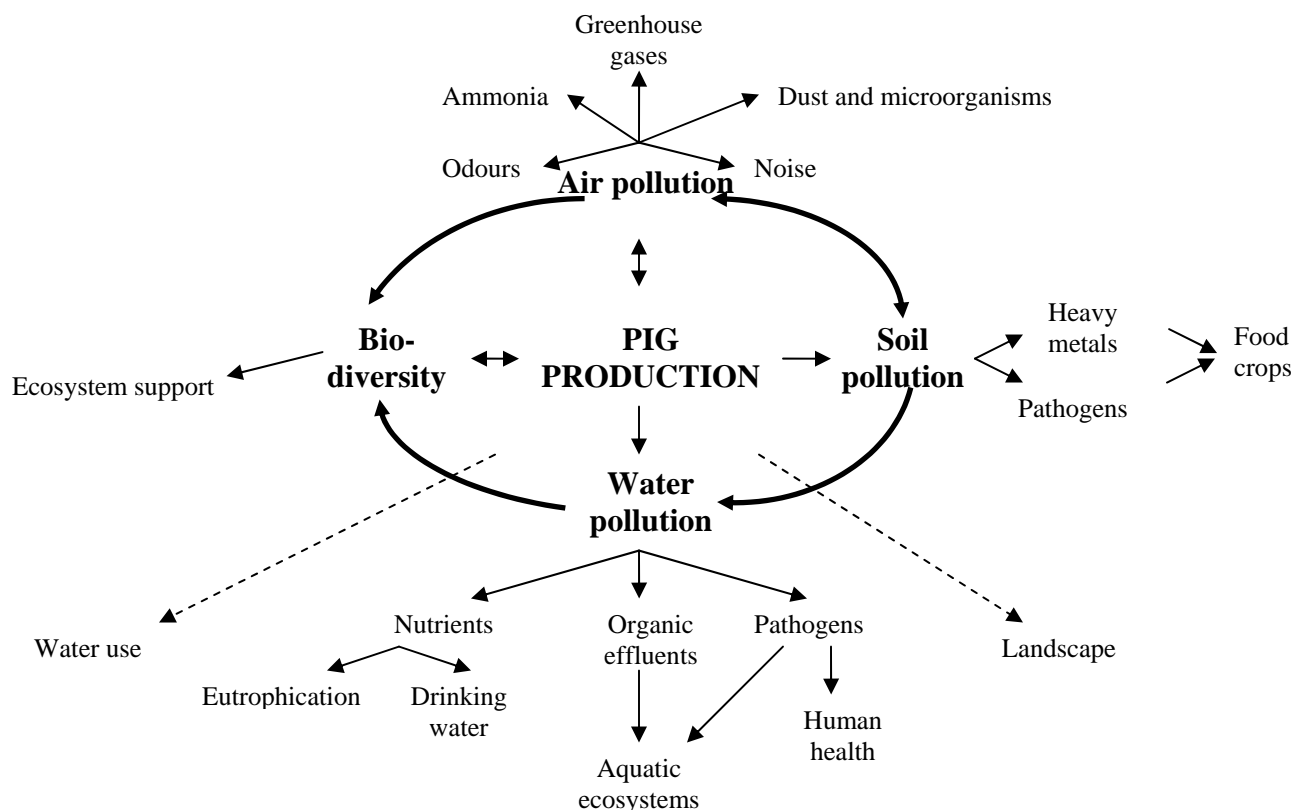 Greenhouse
gases
Ammonia
Dust and microorganisms
Odours
Noise
Air pollution
Bio-
diversity
PIG
PRODUCTION
Soil
pollution
Heavy
metals
Food
crops
Pathogens
Ecosystem support
Water
pollution
Water use
Nutrients
Organic
effluents
Pathogens
Landscape
Eutrophication
Drinking
water
Human
health
Aquatic
ecosystems